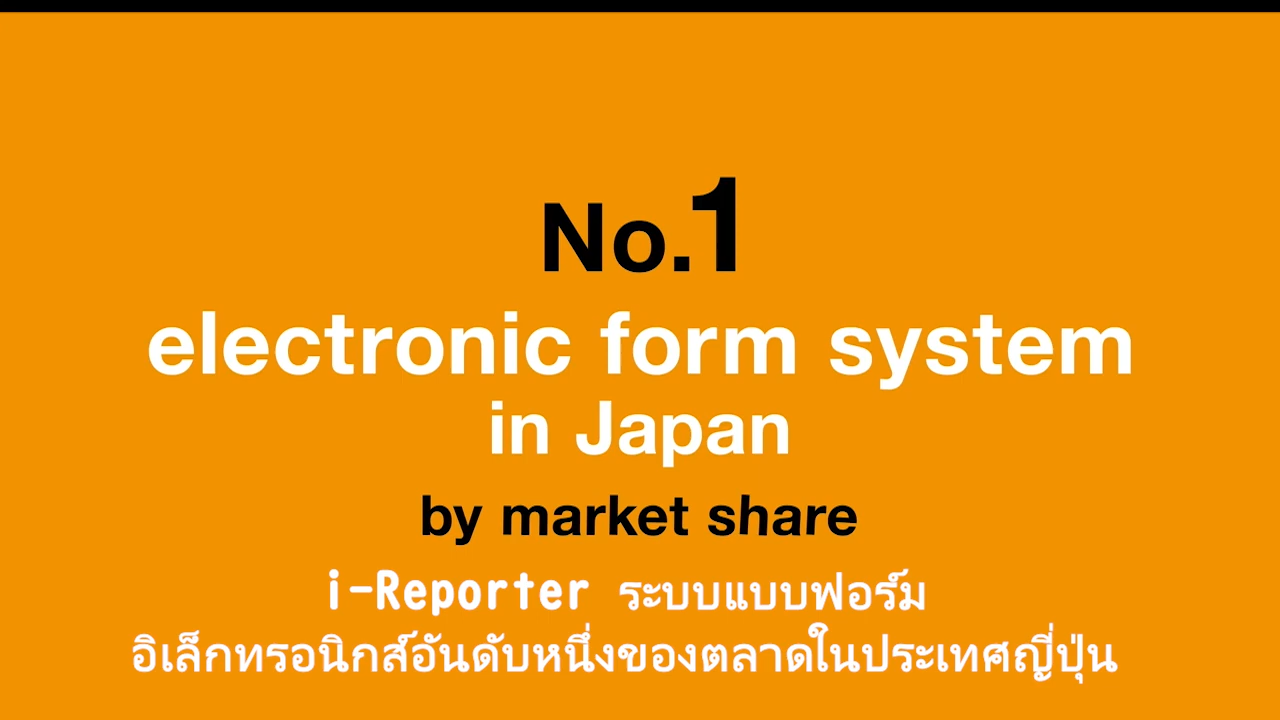 No.1
electronic form system
in Japan
by market share
i-Reporter ระบบแบบฟอร์ม
อิเล็กทรอนิกส์อันดับหนึ่งของตลาดในประเทศญี่ปุ่น